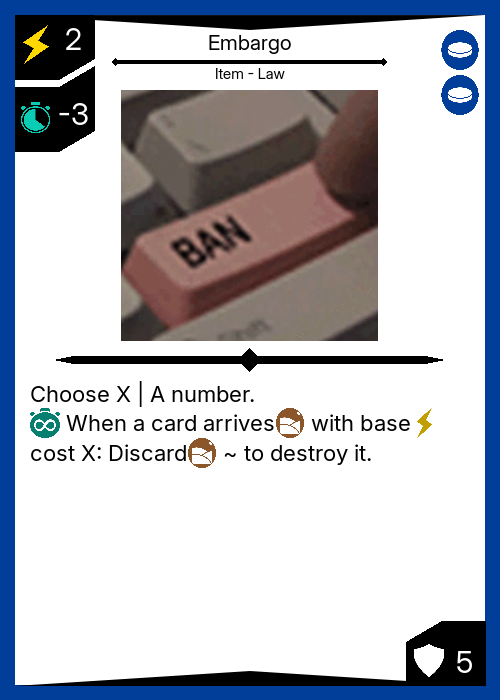 2
Embargo
Item - Law
-3
BAN
Shift
Choose X | A number.
When a card arrives with base
cost X: Discard ~ to destroy it.
5